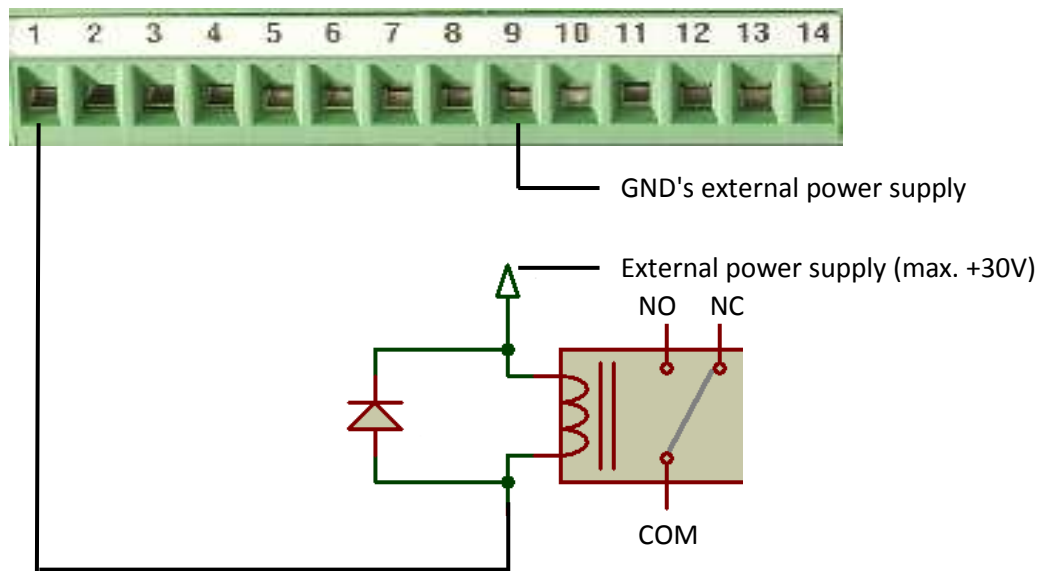 1 2 3 4 5 6 7 8 9 10 11 12 13 14
GND's external power supply
External power supply (max. +30V)
NO NC
COM